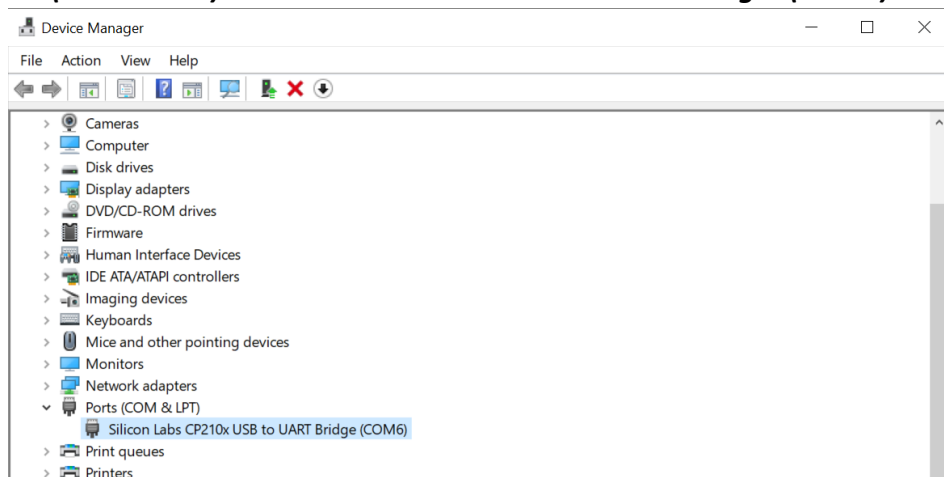 Device Manager
File Action View Help
Cameras
Computer
Disk drives
Display adapters
DVD/CD-ROM drives
Firmware
Human Interface Devices
IDE ATA/ATAPI controllers
Imaging devices
Keyboards
Mice and other pointing devices
Monitors
Network adapters
Ports (COM & LPT)
Silicon Labs CP210x USB to UART Bridge (COM6)
Print queues
Printers